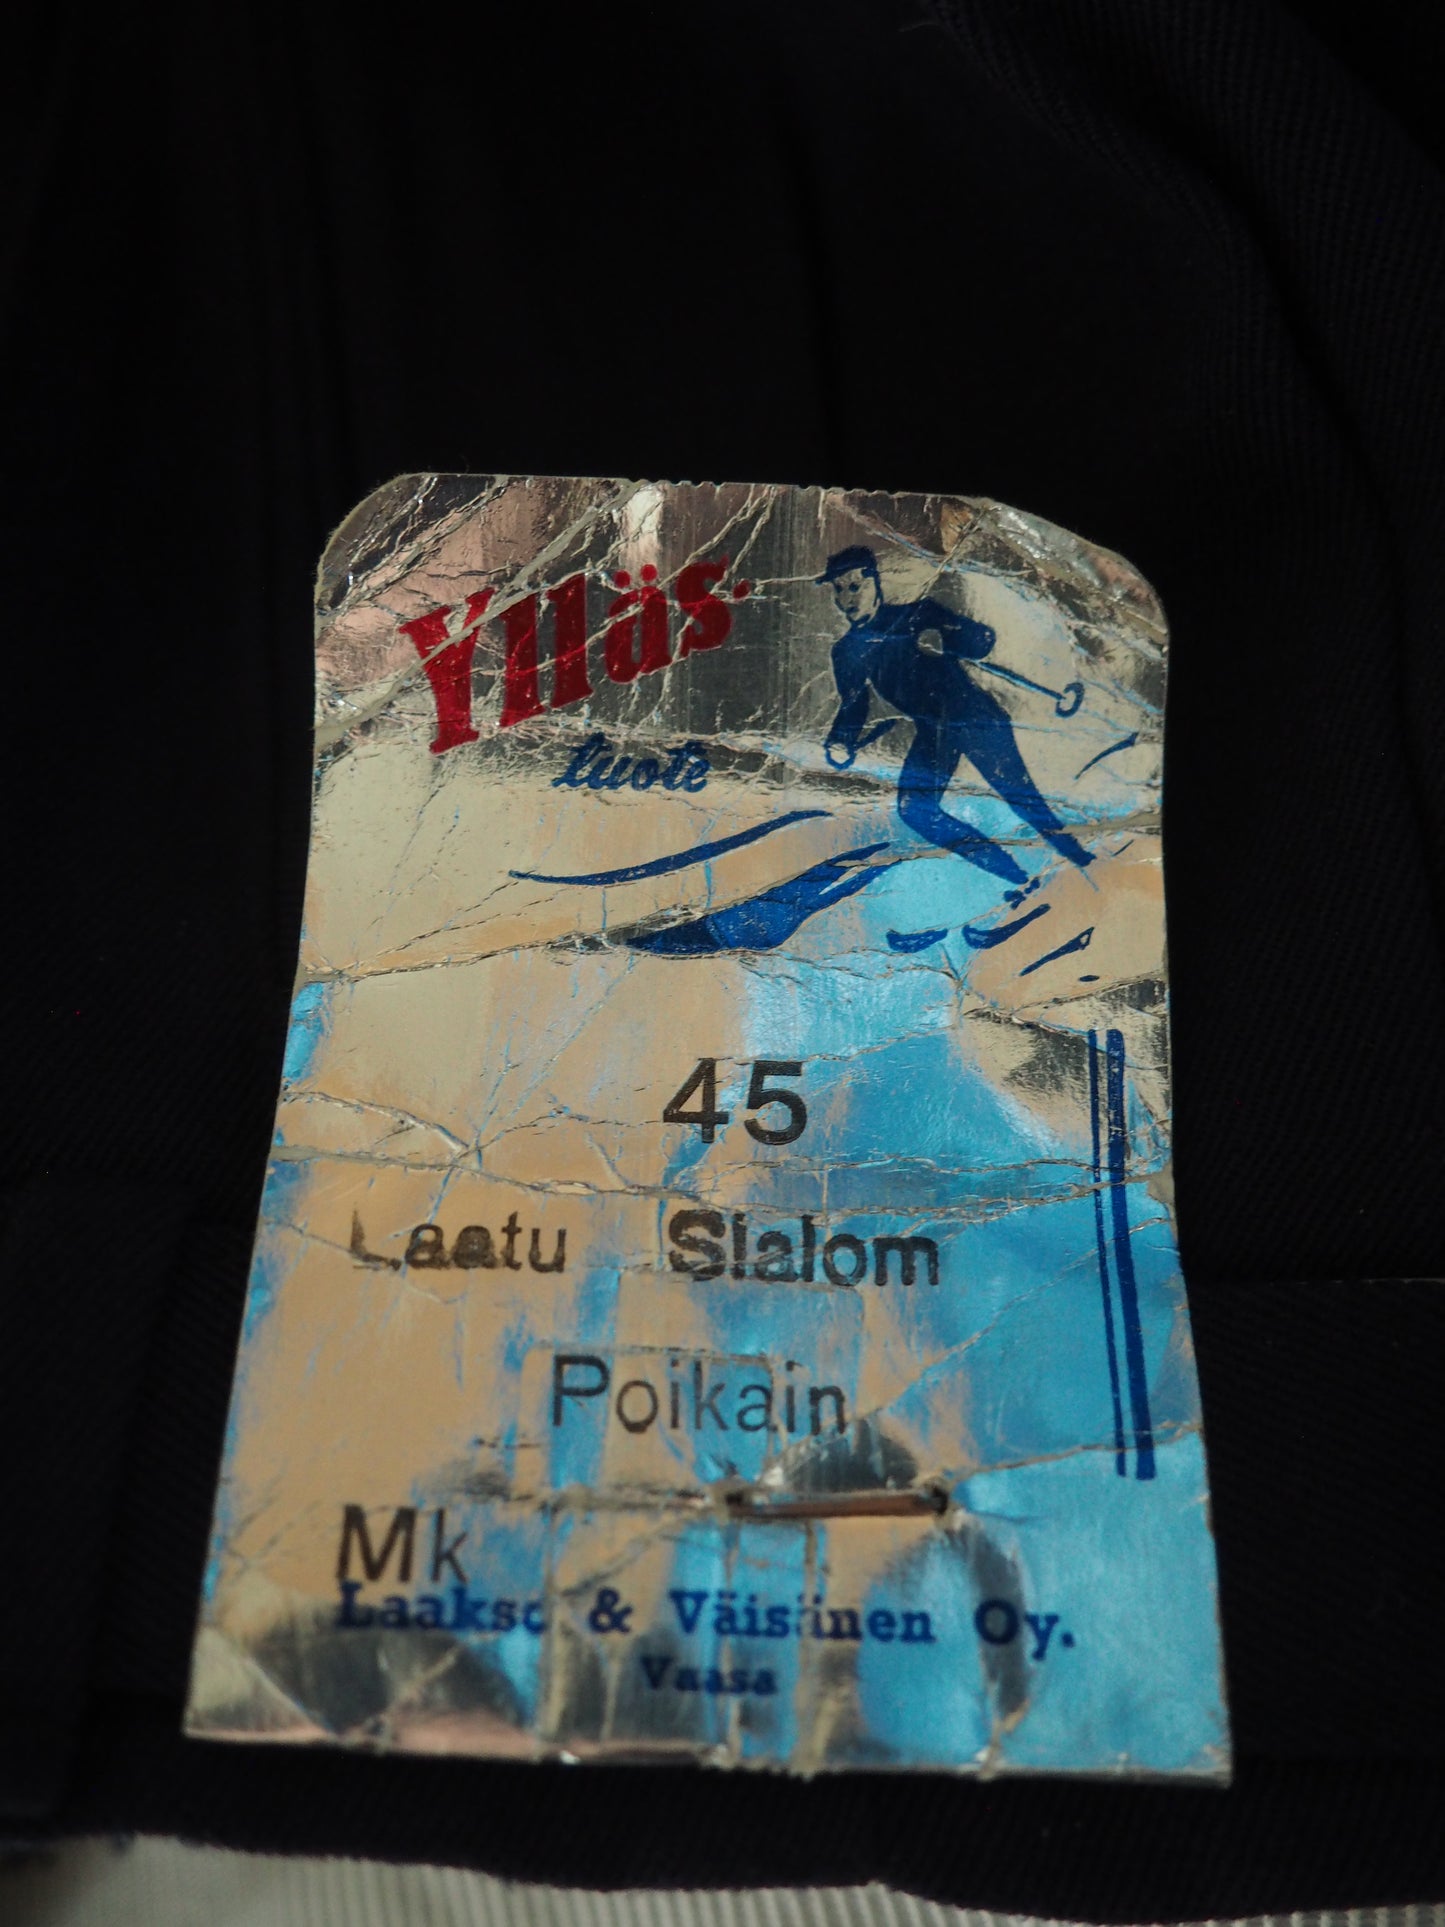 Ylläs-
tuote
45
Laatu Slalom
Poikain
Mk
Laakso & Väisänen Oy.
Vaasa